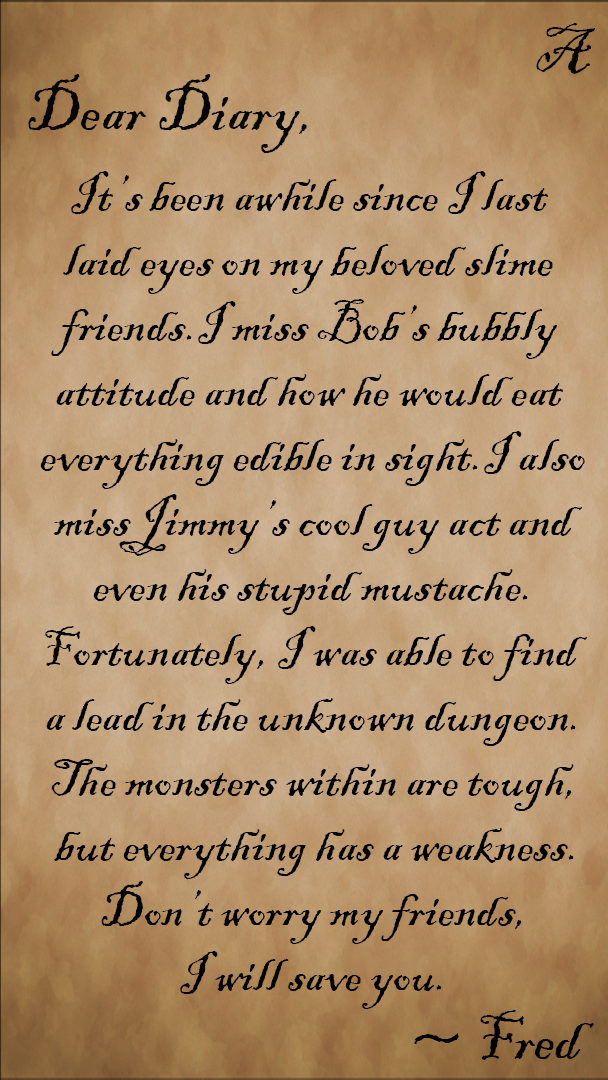 A
Dear Diary,
It's been awhile since I last
laid eyes on my beloved slime
friends. I miss Bob's bubbly
attitude and how he would eat
everything edible in sight. I also
miss Jimmy's cool guy act and
even his stupid mustache.
Fortunately, I was able to find
a lead in the unknown dungeon.
The monsters within are tough,
but everything has a weakness.
Don't worry my friends,
I will save you.
~ Fred